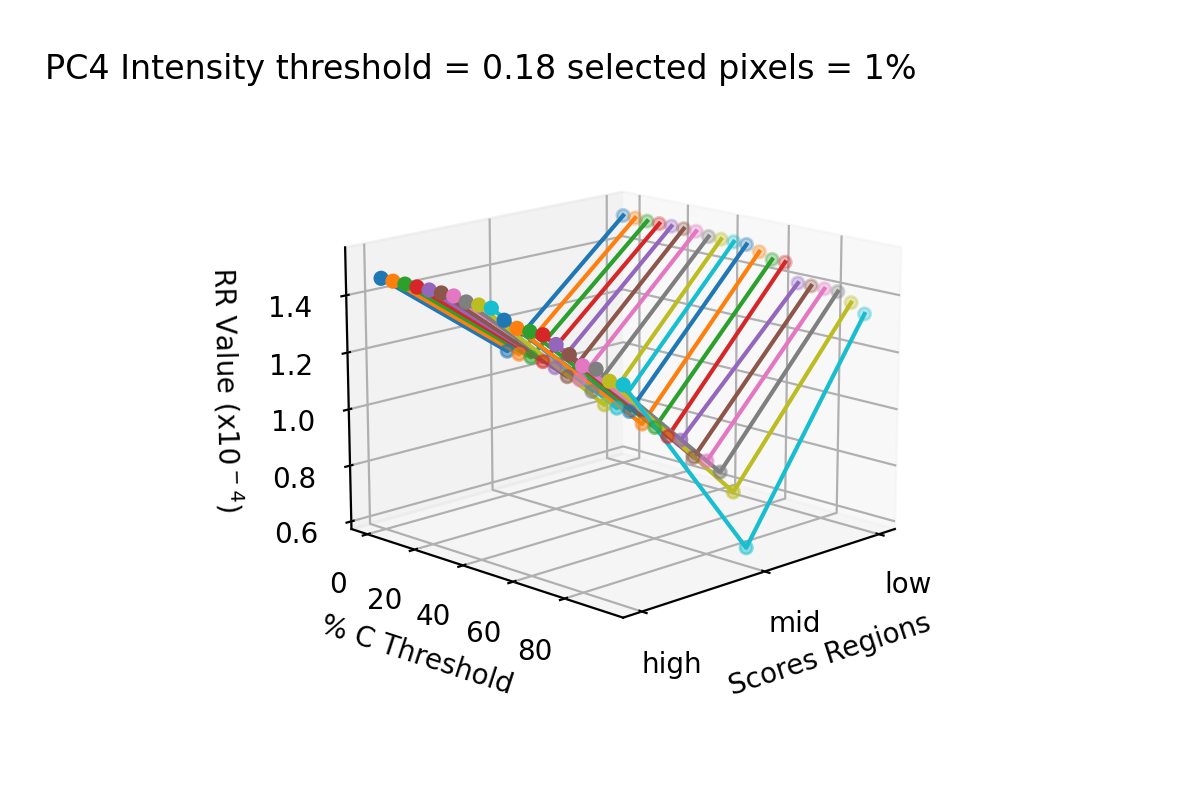 PC4 Intensity threshold = 0.18 selected pixels = 1%
RR Value (x10⁻⁴)
1.4
1.2
1.0
0.8
0.6
0
20
40
60
80
% C Threshold
high
mid
low
Scores Regions